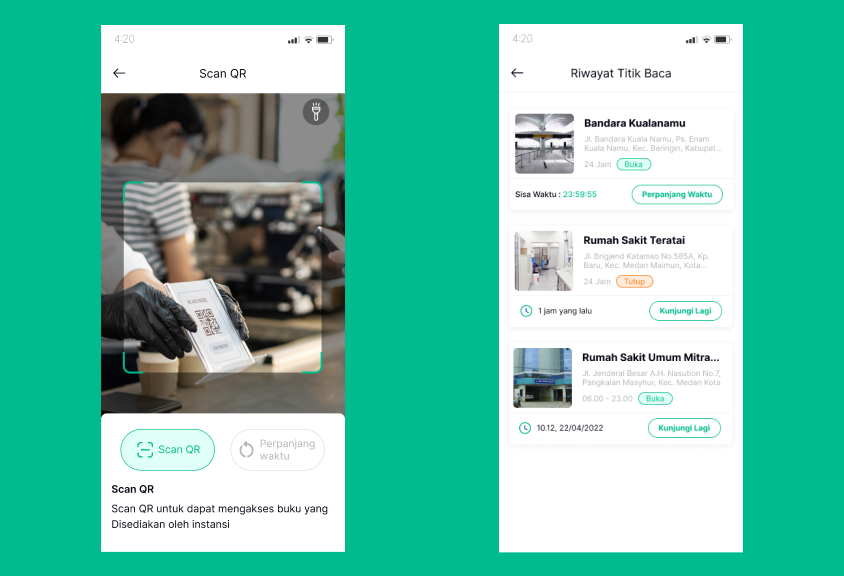 4:20
Scan QR
SCAN HERE
Scan QR
Perpanjang
waktu
Scan QR
Scan QR untuk dapat mengakses buku yang
Disediakan oleh instansi
4:20
Riwayat Titik Baca
Bandara Kualanamu
Jl. Bandara Kuala Namu, Ps. Enam
Kuala Namu, Kec. Beringin, Kabupat...
24 Jam Buka
Sisa Waktu : 23:59:55 Perpanjang Waktu
Rumah Sakit Teratai
Jl. Brigjend Katamso No.585A, Kp.
Baru, Kec. Medan Maimun, Kota...
24 Jam Tutup
1 jam yang lalu Kunjungi Lagi
Rumah Sakit Umum Mitra...
Jl. Jenderal Besar A.H. Nasution No.7,
Pangkalan Masyhur, Kec. Medan Kota
06.00 - 23.00 Buka
10.12, 22/04/2022 Kunjungi Lagi